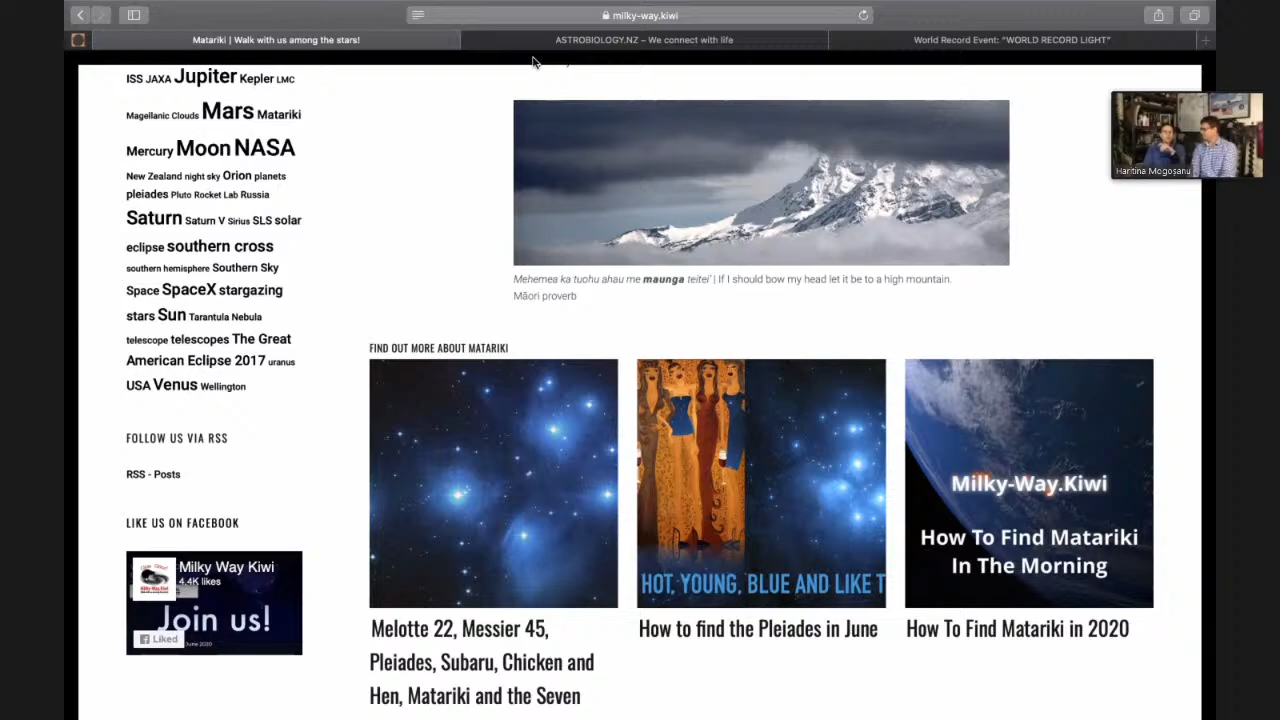 milky-way.kiwi
Matariki | Walk with us among the stars!
ASTROBIOLOGY.NZ – We connect with life
World Record Event: “WORLD RECORD LIGHT”
ISS JAXA Jupiter Kepler LMC
Magellanic Clouds Mars Matariki
Mercury Moon NASA
New Zealand night sky Orion planets
pleiades Pluto Rocket Lab Russia
Saturn Saturn V Sirius SLS solar
eclipse southern cross
southern hemisphere Southern Sky
Space SpaceX stargazing
stars Sun Tarantula Nebula
telescope telescopes The Great
American Eclipse 2017 uranus
USA Venus Wellington
FOLLOW US VIA RSS
RSS - Posts
LIKE US ON FACEBOOK
Milky Way Kiwi
4.4K likes
Join us!
Liked
June 2020
Haritina Mogoșanu
Mehemea ka tuohu ahau me maunga teitei’ | If I should bow my head let it be to a high mountain.
Māori proverb
FIND OUT MORE ABOUT MATARIKI
HOT, YOUNG, BLUE AND LIKE T
Milky-Way.Kiwi
How To Find Matariki
In The Morning
Melotte 22, Messier 45,
Pleiades, Subaru, Chicken and
Hen, Matariki and the Seven
How to find the Pleiades in June
How To Find Matariki in 2020